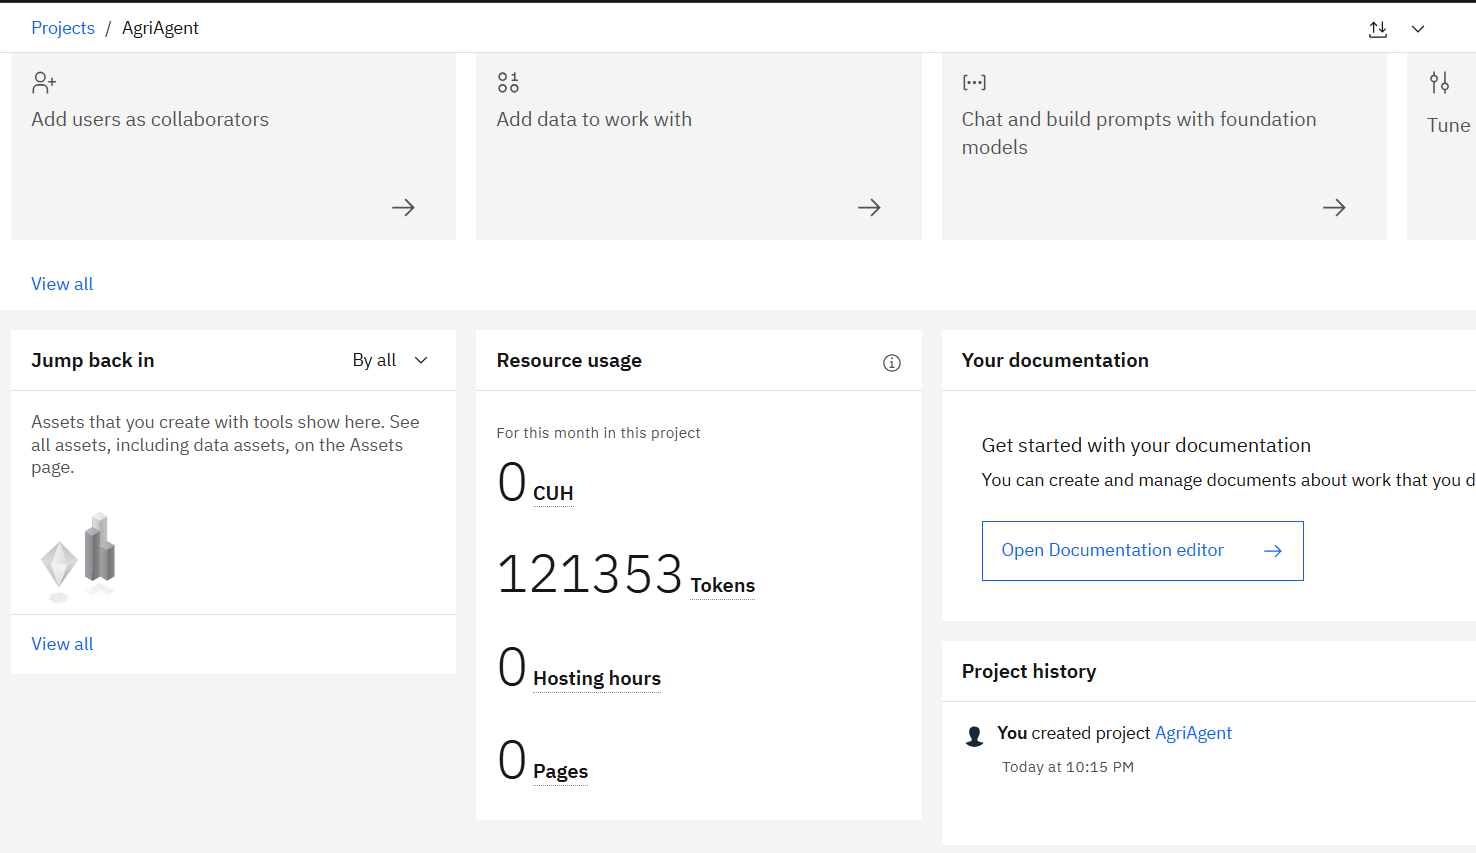 Projects / AgriAgent
Add users as collaborators
Add data to work with
Chat and build prompts with foundation
models
Tune
View all
Jump back in
By all
Assets that you create with tools show here. See
all assets, including data assets, on the Assets
page.
View all
Resource usage
For this month in this project
0 CUH
121353 Tokens
0 Hosting hours
0 Pages
Your documentation
Get started with your documentation
You can create and manage documents about work that you d
Open Documentation editor
Project history
You created project AgriAgent
Today at 10:15 PM